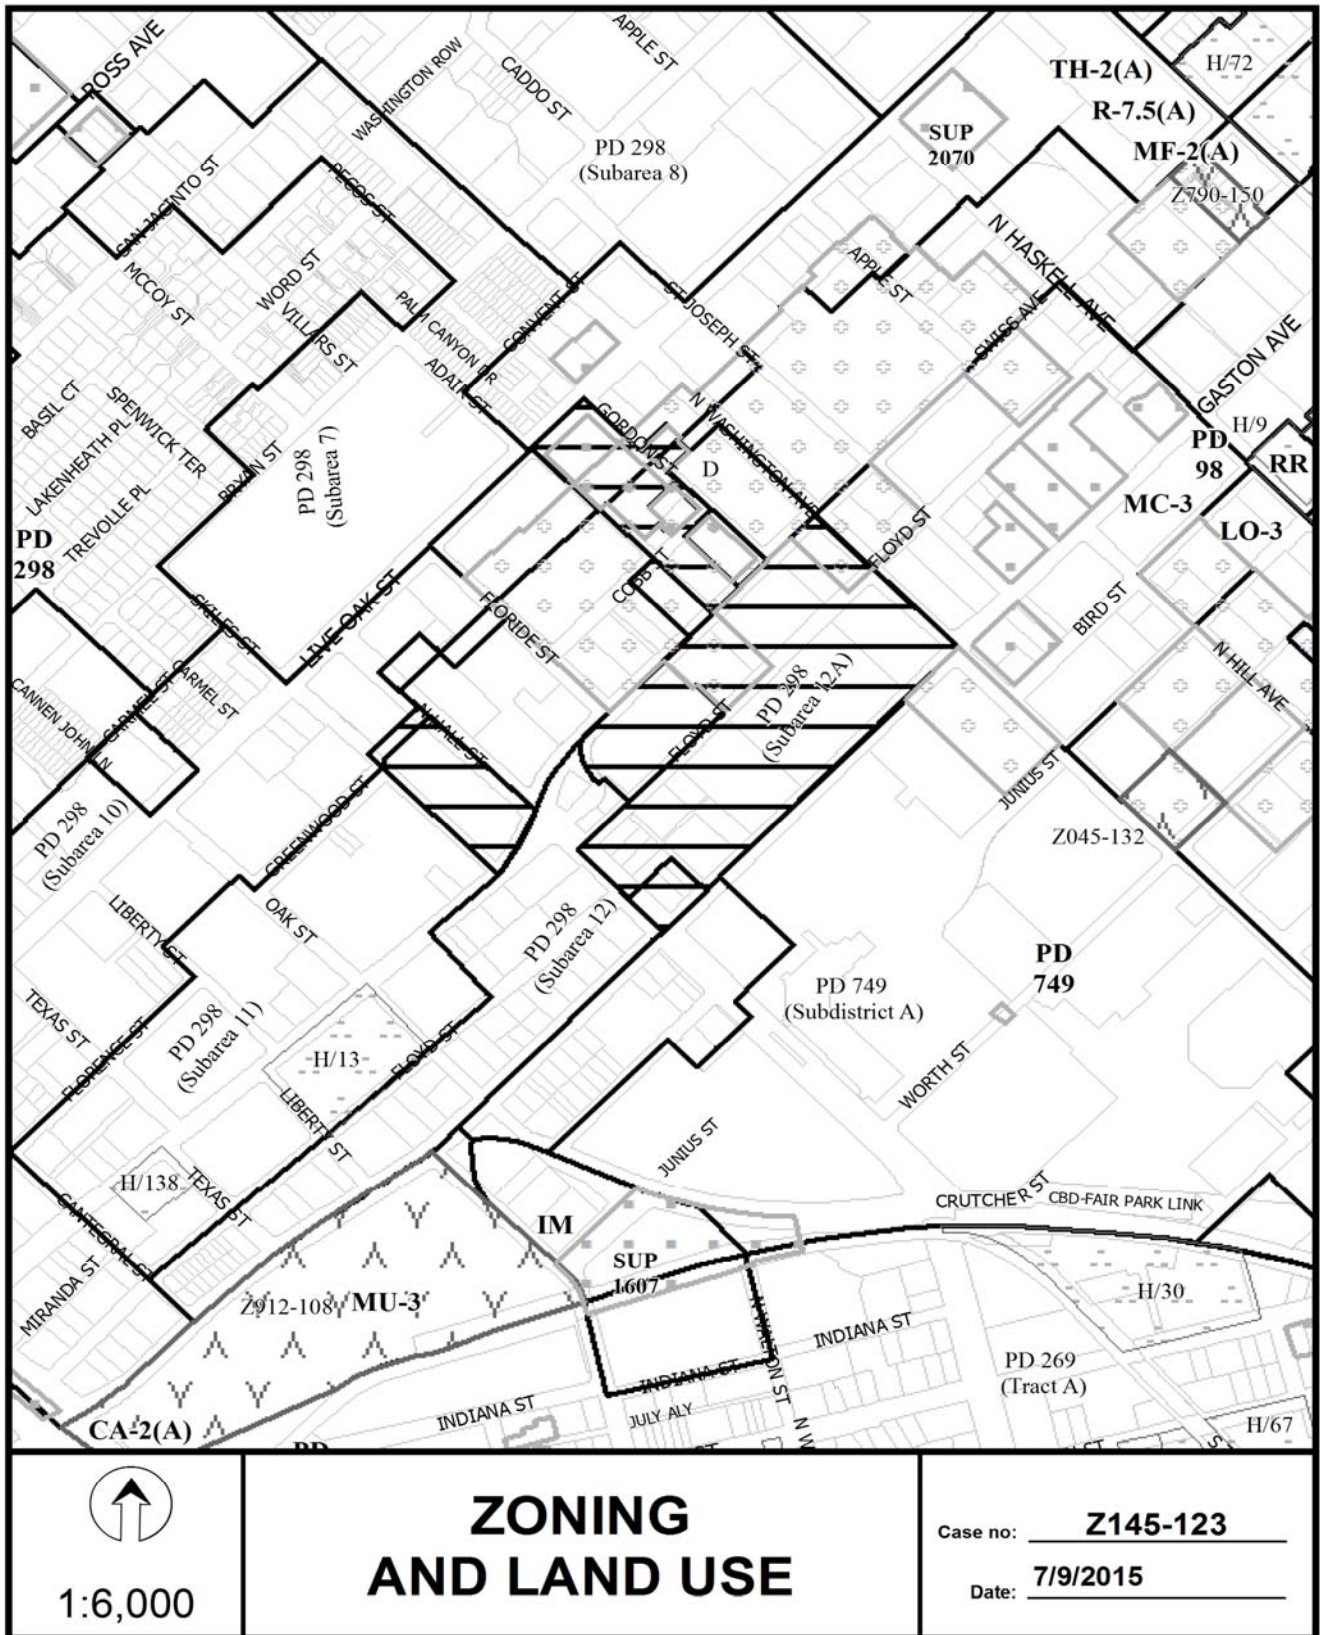 ROSS AVE
WASHINGTON ROW
APPLE ST
CADDO ST
TH-2(A)
H/72
R-7.5(A)
SUP
2070
MF-2(A)
Z790-150
PD 298
(Subarea 8)
SAN JACINTO ST
PECOS ST
MCCOY ST
WORD ST
VILLARS ST
PALM CANYON DR
CONVENT ST
ST JOSEPH ST
APPLE ST
N HASKELL AVE
SWISS AVE
GASTON AVE
ADAIR ST
BASIL CT
SPENWICK TER
LAKENHEATH PL
TREVOLLE PL
BRYAN ST
PD 298
(Subarea 7)
GORDON ST
N WASHINGTON AVE
D
H/9
PD
98
RR
MC-3
LO-3
PD
298
FLOYD ST
COBB ST
SKILES ST
LIVE OAK ST
FLORIDE ST
BIRD ST
N HILL AVE
CARMEL ST
CARMEL ST
CANNEN JOHN LN
N HALL ST
FLOYD ST
PD 298
(Subarea 12A)
JUNIUS ST
Z045-132
PD 298
(Subarea 10)
GREENWOOD ST
LIBERTY ST
OAK ST
PD 298
(Subarea 12)
PD
749
PD 749
(Subdistrict A)
TEXAS ST
FLORENCE ST
PD 298
(Subarea 11)
H/13
FLOYD ST
LIBERTY ST
WORTH ST
JUNIUS ST
H/138
TEXAS ST
CANTEGRAL ST
MIRANDA ST
CRUTCHER ST
CBD-FAIR PARK LINK
IM
SUP
1607
Z912-108
MU-3
H/30
N WALTON ST
INDIANA ST
INDIANA ST
INDIANA ST
JULY ALY
PD 269
(Tract A)
CA-2(A)
PD
N W
ST
H/67
1:6,000
ZONING
AND LAND USE
Case no: Z145-123
Date: 7/9/2015